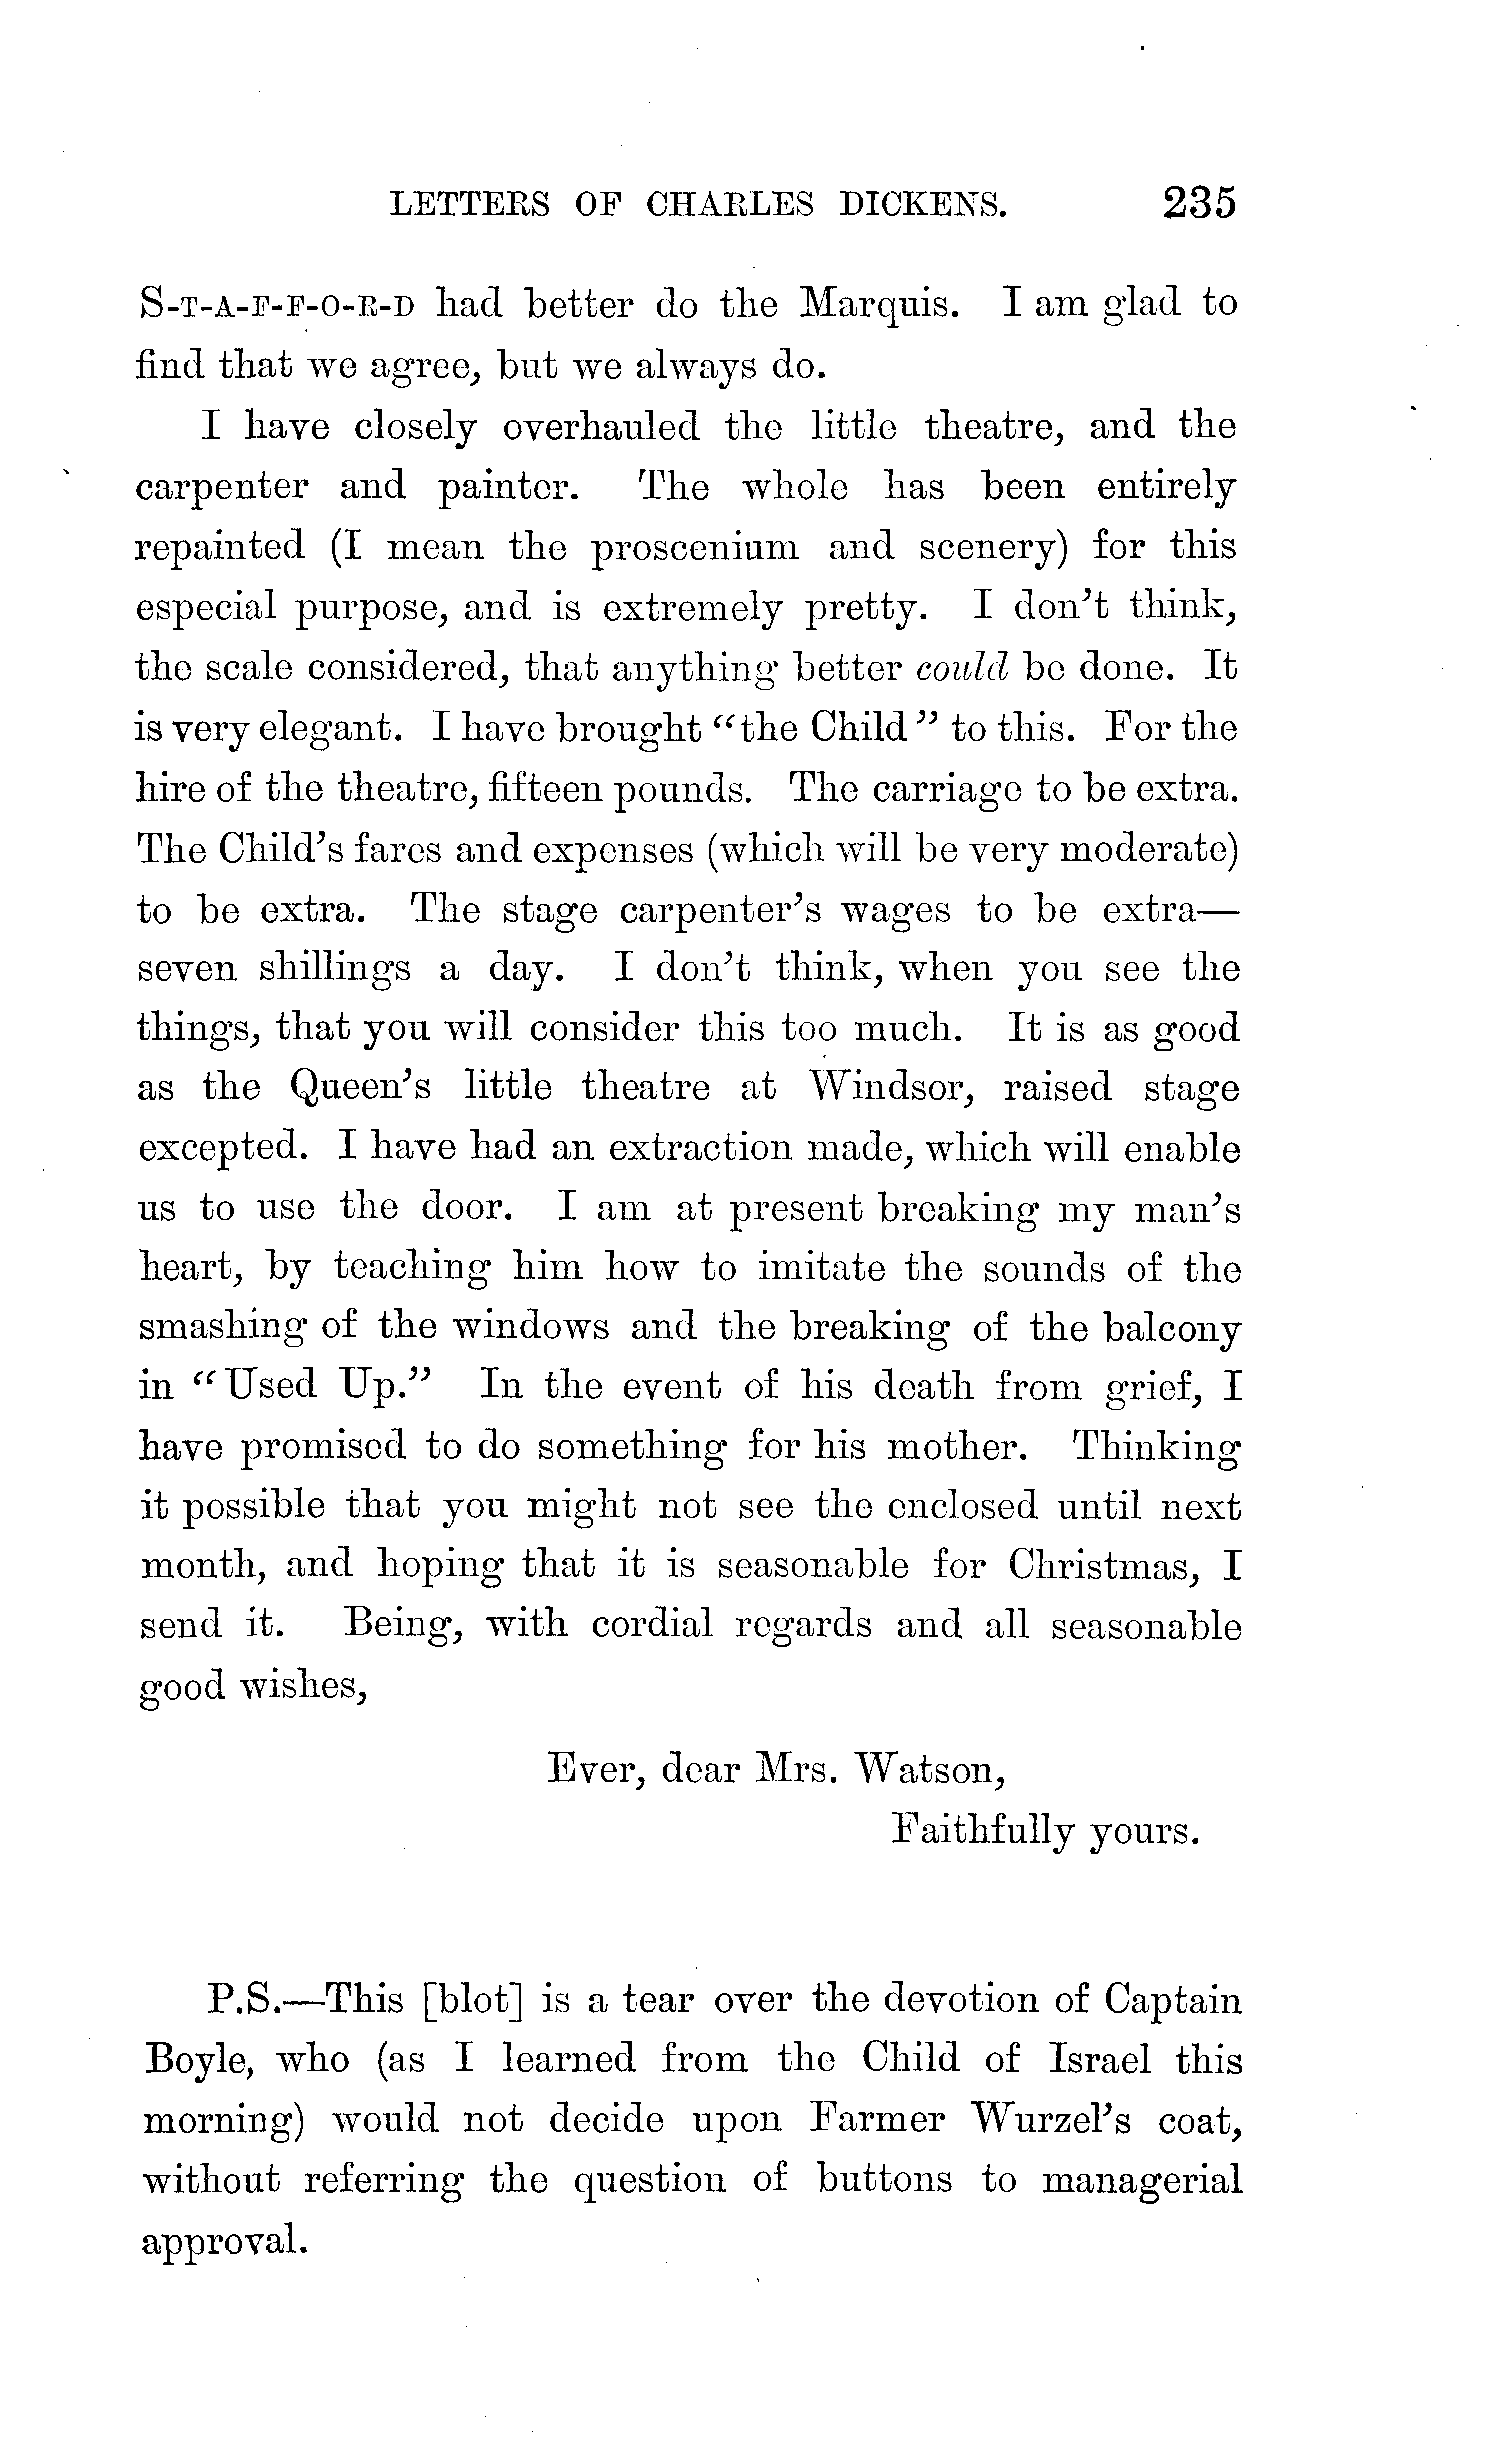 LETTERS OF CHARLES DICKENS. 235
S-T-A-F-F-O-R-D had better do the Marquis. I am glad to
find that we agree, but we always do.
I have closely overhauled the little theatre, and the
carpenter and painter. The whole has been entirely
repainted (I mean the proscenium and scenery) for this
especial purpose, and is extremely pretty. I don't think,
the scale considered, that anything better could be done. It
is very elegant. I have brought "the Child" to this. For the
hire of the theatre, fifteen pounds. The carriage to be extra.
The Child's fares and expenses (which will be very moderate)
to be extra. The stage carpenter's wages to be extra—
seven shillings a day. I don't think, when you see the
things, that you will consider this too much. It is as good
as the Queen's little theatre at Windsor, raised stage
excepted. I have had an extraction made, which will enable
us to use the door. I am at present breaking my man's
heart, by teaching him how to imitate the sounds of the
smashing of the windows and the breaking of the balcony
in "Used Up." In the event of his death from grief, I
have promised to do something for his mother. Thinking
it possible that you might not see the enclosed until next
month, and hoping that it is seasonable for Christmas, I
send it. Being, with cordial regards and all seasonable
good wishes,
Ever, dear Mrs. Watson,
Faithfully yours.
P.S.—This [blot] is a tear over the devotion of Captain
Boyle, who (as I learned from the Child of Israel this
morning) would not decide upon Farmer Wurzel's coat,
without referring the question of buttons to managerial
approval.